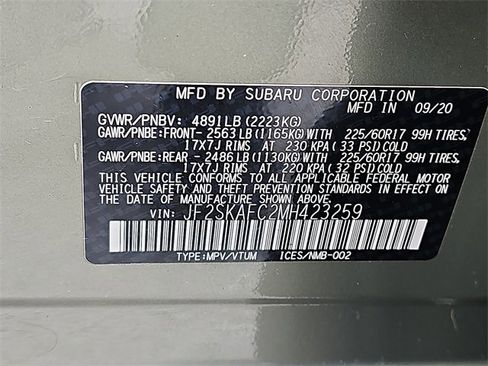 MFD BY SUBARU CORPORATION
MFD IN 09/20
GVWR/PNBV: 4891LB(2223KG)
GAWR/PNBE:FRONT- 2563LB(1165KG)WITH 225/60R17 99H TIRES,
17X7J RIMS AT 230 KPA(33 PSI)COLD
GAWR/PNBE:REAR -2486LB(1130KG)WITH 225/60R17 99H TIRES,
17X7J RIMS AT 220 KPA(32 PSI)COLD
THIS VEHICLE CONFORMS TO ALL APPLICABLE FEDERAL MOTOR
VEHICLE SAFETY AND THEFT PREVENTION STANDARDS IN EFFECT
ON THE DATE OF MANUFACTURE SHOWN ABOVE.
VIN: JF2SKAFC2MH423259
TYPE:MPV/VTUM ICES/NMB-002